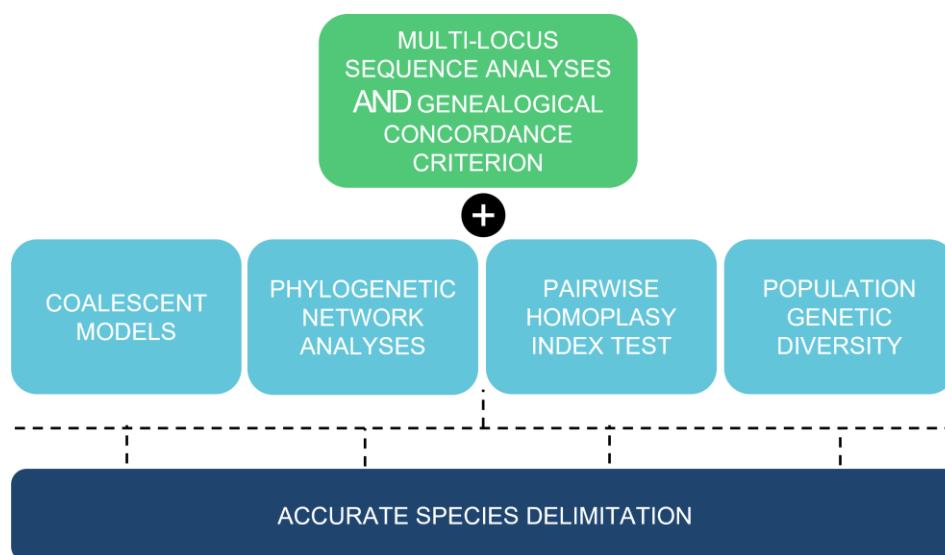 MULTI-LOCUS
SEQUENCE ANALYSES
AND GENEALOGICAL
CONCORDANCE
CRITERION
+
COALESCENT
MODELS
PHYLOGENETIC
NETWORK
ANALYSES
PAIRWISE
HOMOPLASY
INDEX TEST
POPULATION
GENETIC
DIVERSITY
ACCURATE SPECIES DELIMITATION